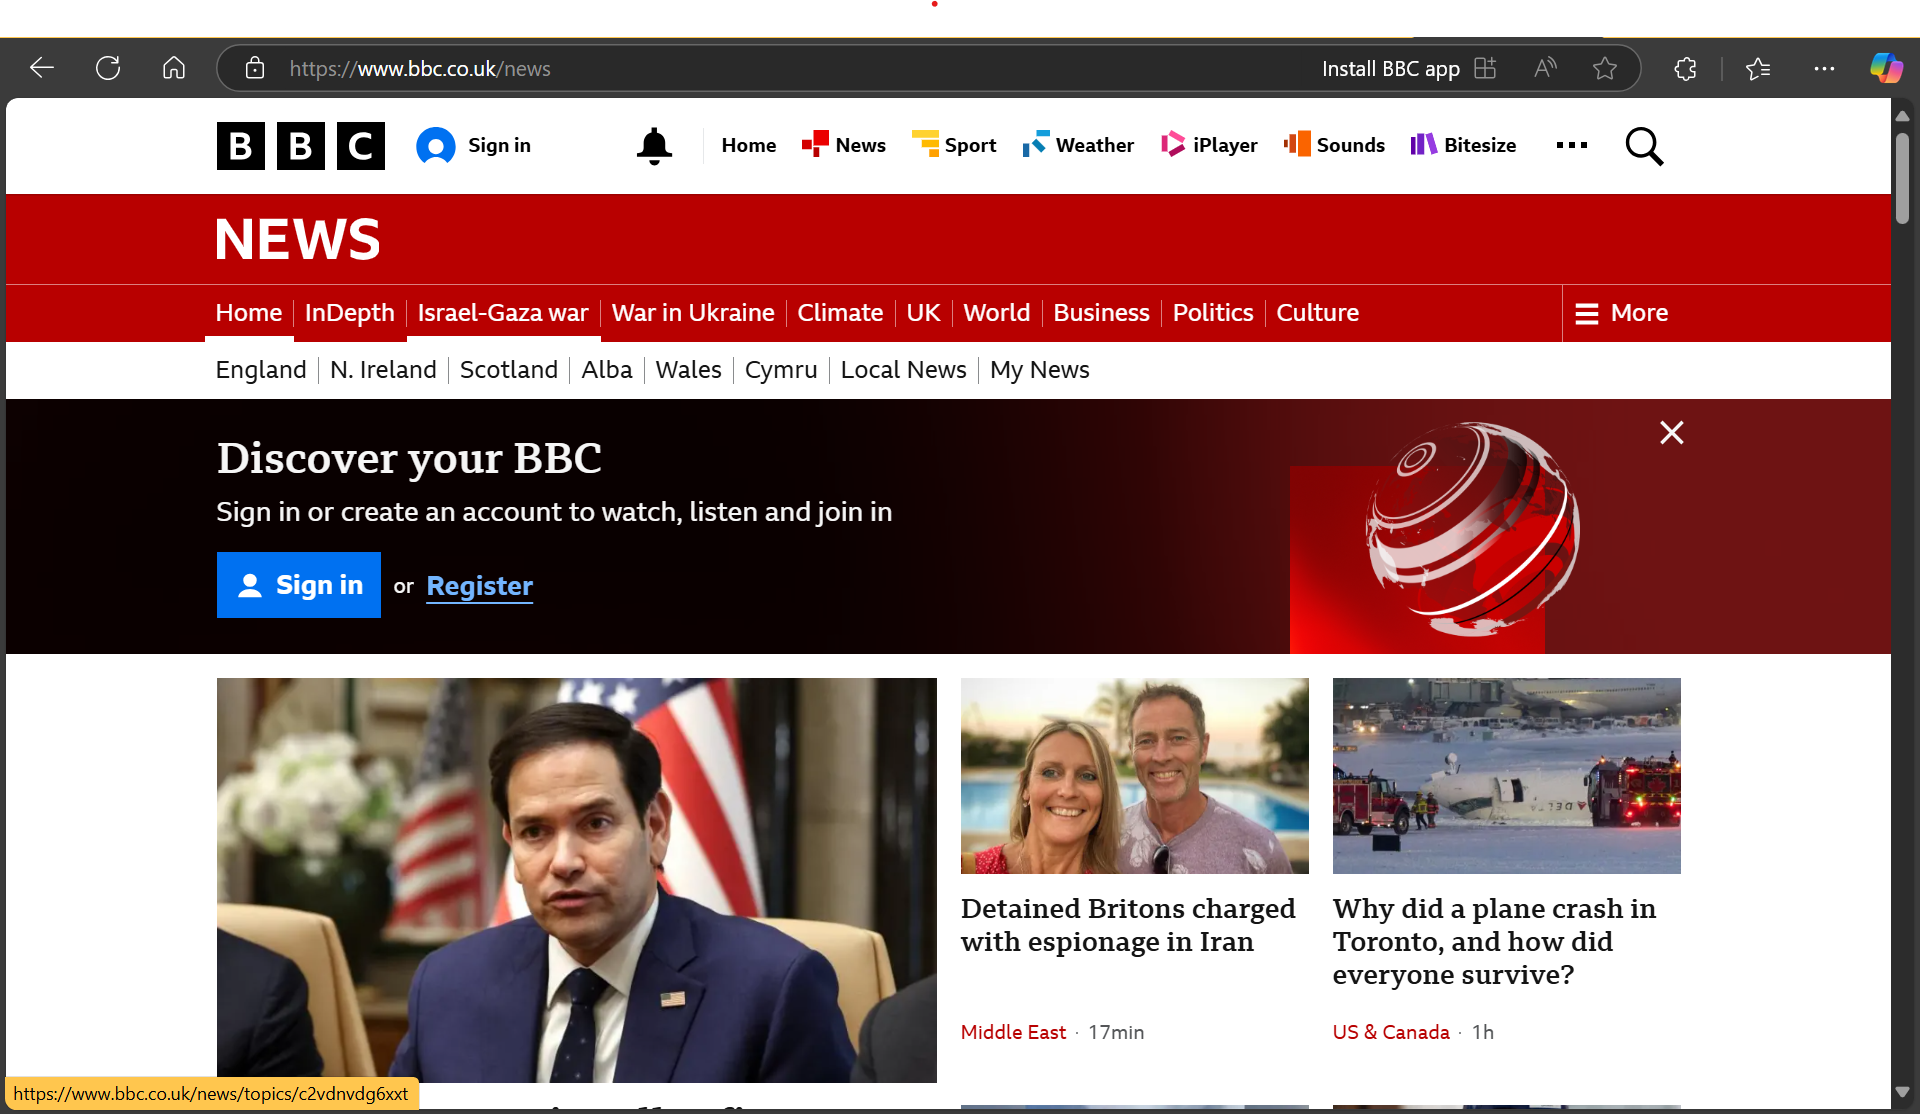 https://www.bbc.co.uk/news
Install BBC app
BBC
Sign in
Home
News
Sport
Weather
iPlayer
Sounds
Bitesize
NEWS
Home
InDepth
Israel-Gaza war
War in Ukraine
Climate
UK
World
Business
Politics
Culture
More
England
N. Ireland
Scotland
Alba
Wales
Cymru
Local News
My News
Discover your BBC
Sign in or create an account to watch, listen and join in
Sign in or Register
DELTA
Detained Britons charged
with espionage in Iran
Middle East · 17min
Why did a plane crash in
Toronto, and how did
everyone survive?
US & Canada · 1h
https://www.bbc.co.uk/news/topics/c2vdnvdg6xxt